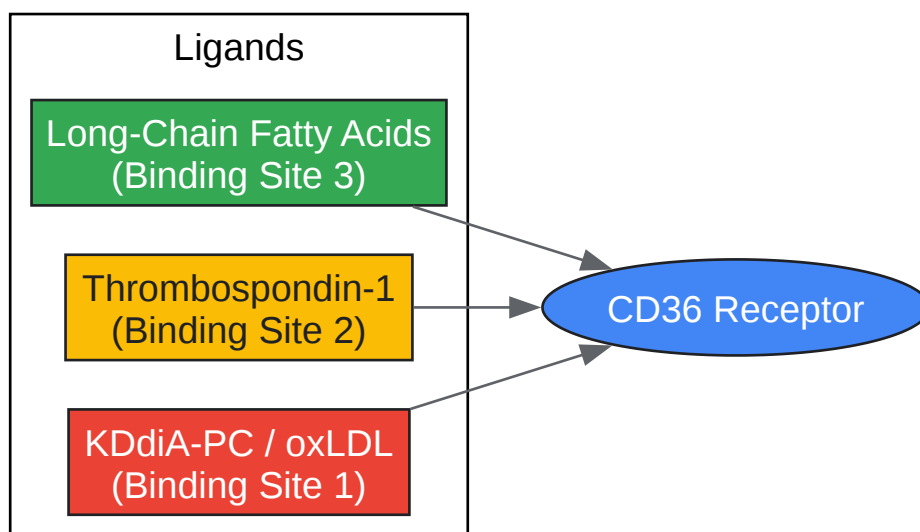 Ligands
Long-Chain Fatty Acids
(Binding Site 3)
Thrombospondin-1
(Binding Site 2)
CD36 Receptor
KDdiA-PC / oxLDL
(Binding Site 1)